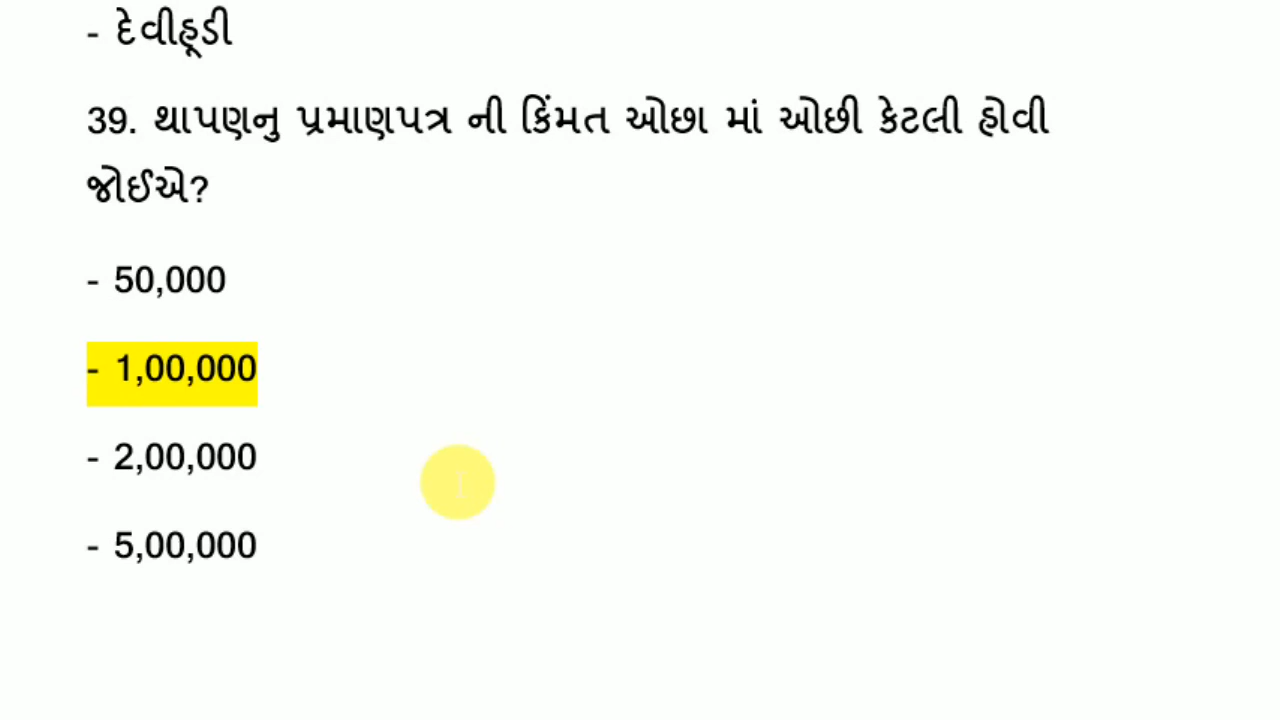 - દેવીહૂડી
39. થાપણનુ પ્રમાણપત્ર ની કિંમત ઓછા માં ઓછી કેટલી હોવી
જોઈએ?
- 50,000
- 1,00,000
- 2,00,000
- 5,00,000